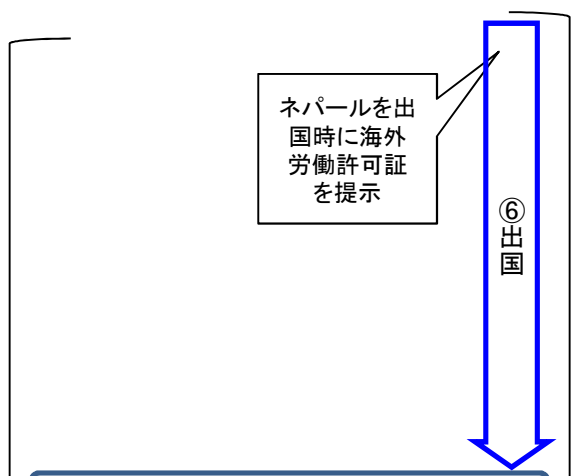 ネパールを出
国時に海外
労働許可証
を提示
⑥出国